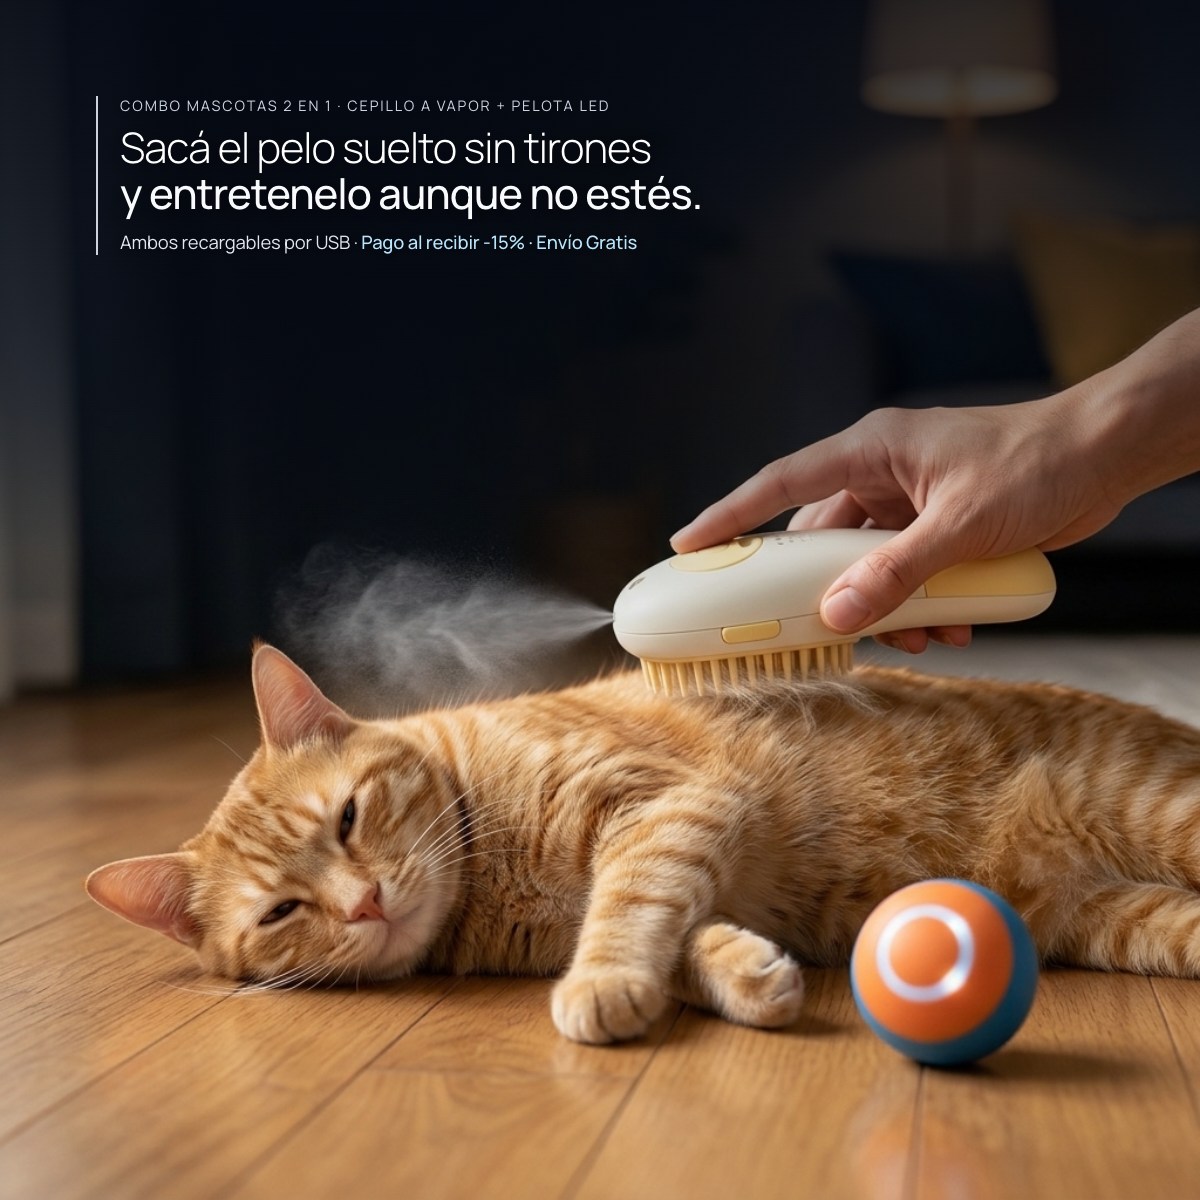 COMBO MASCOTAS 2 EN 1 · CEPILLO A VAPOR + PELOTA LED
Sacá el pelo suelto sin tirones
y entretenelo aunque no estés.
Ambos recargables por USB · Pago al recibir -15% · Envío Gratis